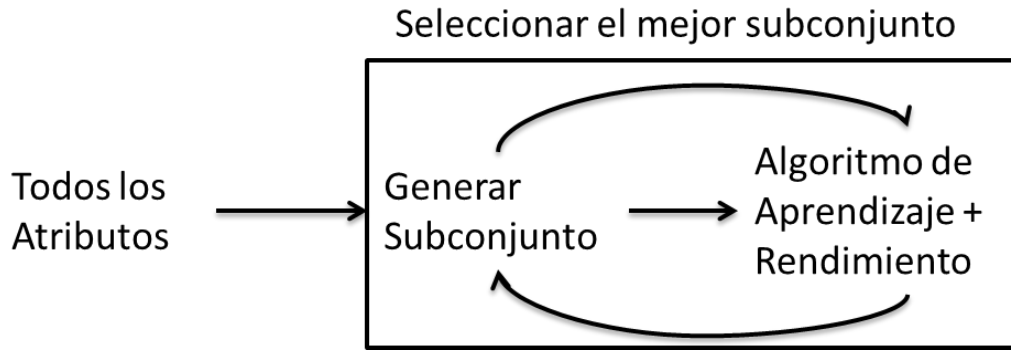 Seleccionar el mejor subconjunto
Todos los
Atributos
Generar
Subconjunto
Algoritmo de
Aprendizaje +
Rendimiento